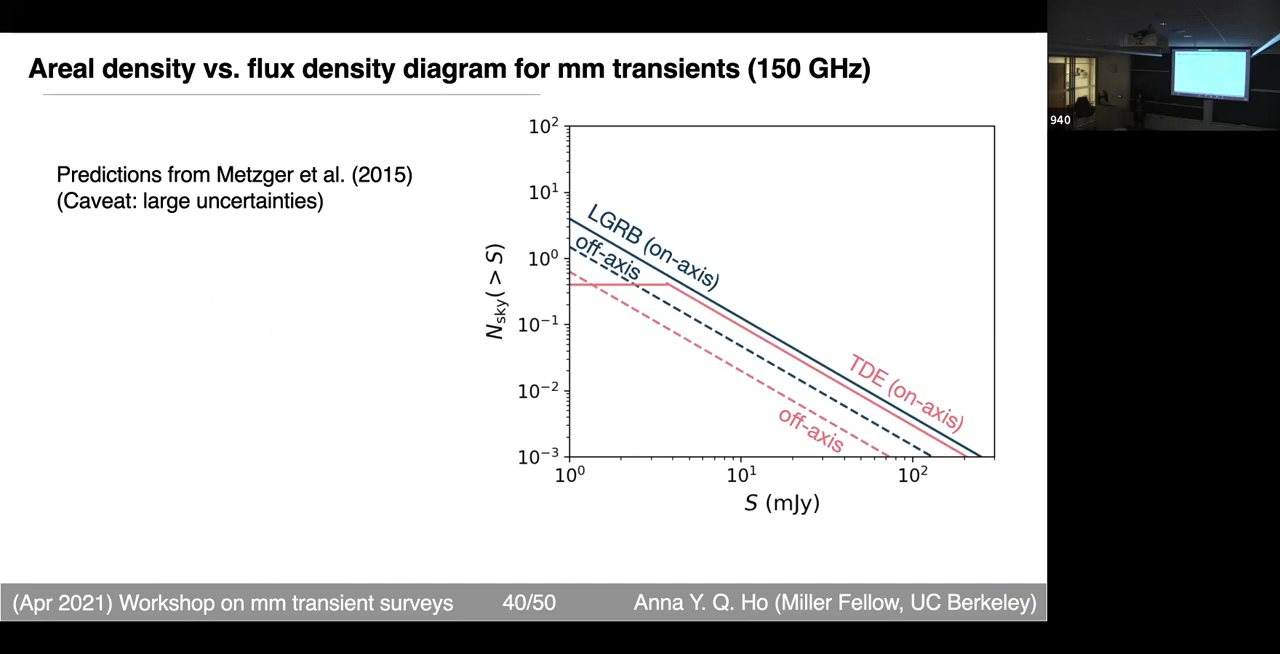 Areal density vs. flux density diagram for mm transients (150 GHz)
940
Predictions from Metzger et al. (2015)
(Caveat: large uncertainties)
10²
10¹
10⁰
10⁻¹
10⁻²
10⁻³
N_sky( > S)
LGRB (on-axis)
off-axis
TDE (on-axis)
off-axis
10⁰ 10¹ 10²
S (mJy)
(Apr 2021) Workshop on mm transient surveys 40/50 Anna Y. Q. Ho (Miller Fellow, UC Berkeley)